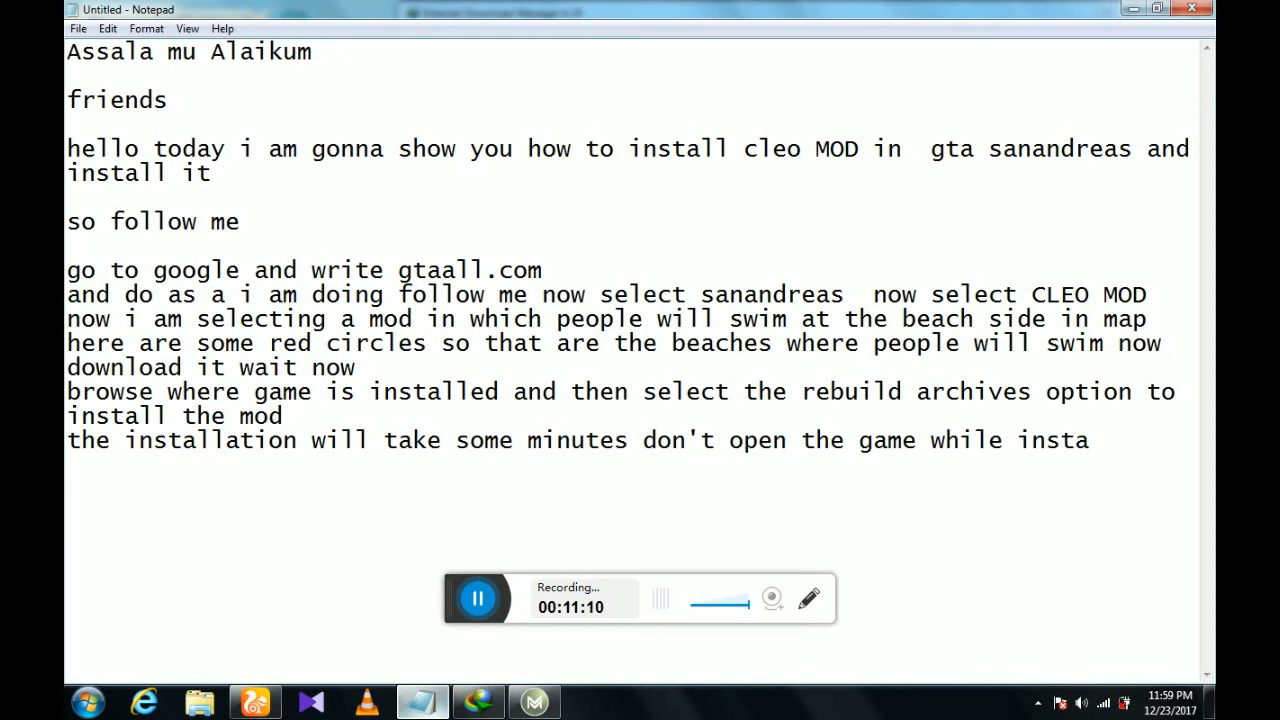 Untitled - Notepad
File Edit Format View Help
Assala mu Alaikum
friends
hello today i am gonna show you how to install cleo MOD in  gta sanandreas and
install it
so follow me
go to google and write gtaall.com
and do as a i am doing follow me now select sanandreas  now select CLEO MOD
now i am selecting a mod in which people will swim at the beach side in map
here are some red circles so that are the beaches where people will swim now
download it wait now
browse where game is installed and then select the rebuild archives option to
install the mod
the installation will take some minutes don't open the game while insta
Recording...
00:11:10
11:59 PM
12/23/2017